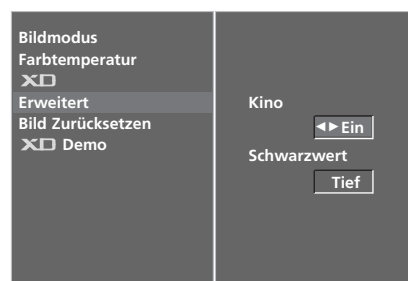 Bildmodus
Farbtemperatur
XD
Erweitert
Bild Zurücksetzen
XD Demo
Kino
◄► Ein
Schwarzwert
Tief